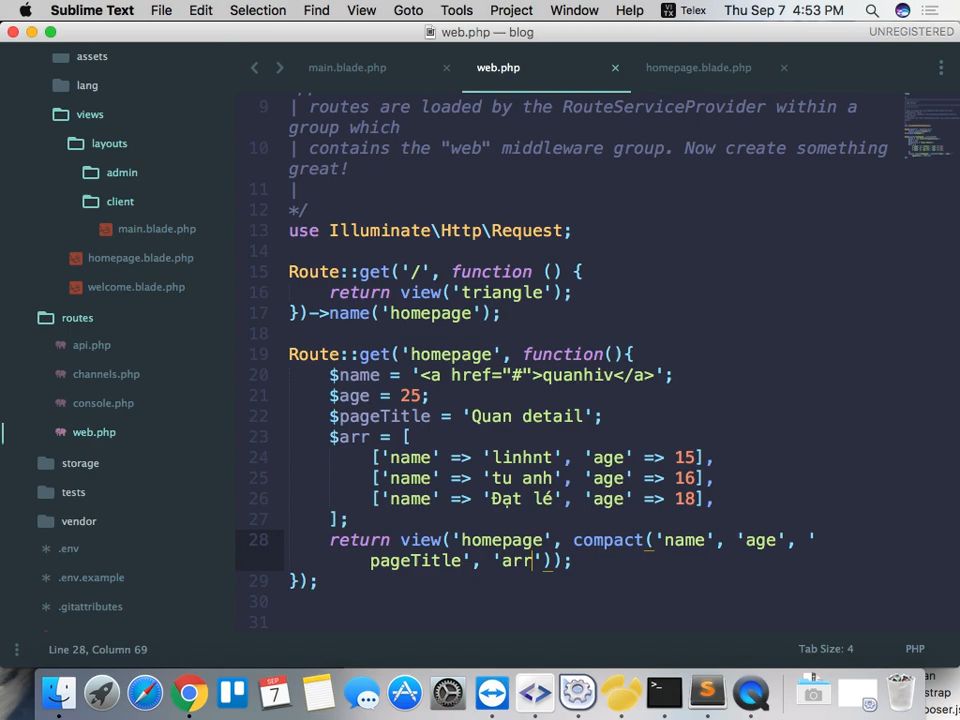 Sublime Text File Edit Selection Find View Goto Tools Project Window Help Telex Thu Sep 7 4:53 PM
web.php — blog
UNREGISTERED
assets
lang
views
layouts
admin
client
main.blade.php
homepage.blade.php
welcome.blade.php
routes
api.php
channels.php
console.php
web.php
storage
tests
vendor
.env
.env.example
.gitattributes
main.blade.php × web.php × homepage.blade.php ×
9 | routes are loaded by the RouteServiceProvider within a
group which
10 | contains the "web" middleware group. Now create something
great!
11 |
12 */
13 use Illuminate\Http\Request;
14
15 Route::get('/', function () {
16 return view('triangle');
17 })->name('homepage');
18
19 Route::get('homepage', function(){
20 $name = '<a href="#">quanhiv</a>';
21 $age = 25;
22 $pageTitle = 'Quan detail';
23 $arr = [
24 ['name' => 'linhnt', 'age' => 15],
25 ['name' => 'tu anh', 'age' => 16],
26 ['name' => 'Đạt lé', 'age' => 18],
27 ];
28 return view('homepage', compact('name', 'age', '
pageTitle', 'arr'));
29 });
30
31
Line 28, Column 69
Tab Size: 4
PHP
SEP
7